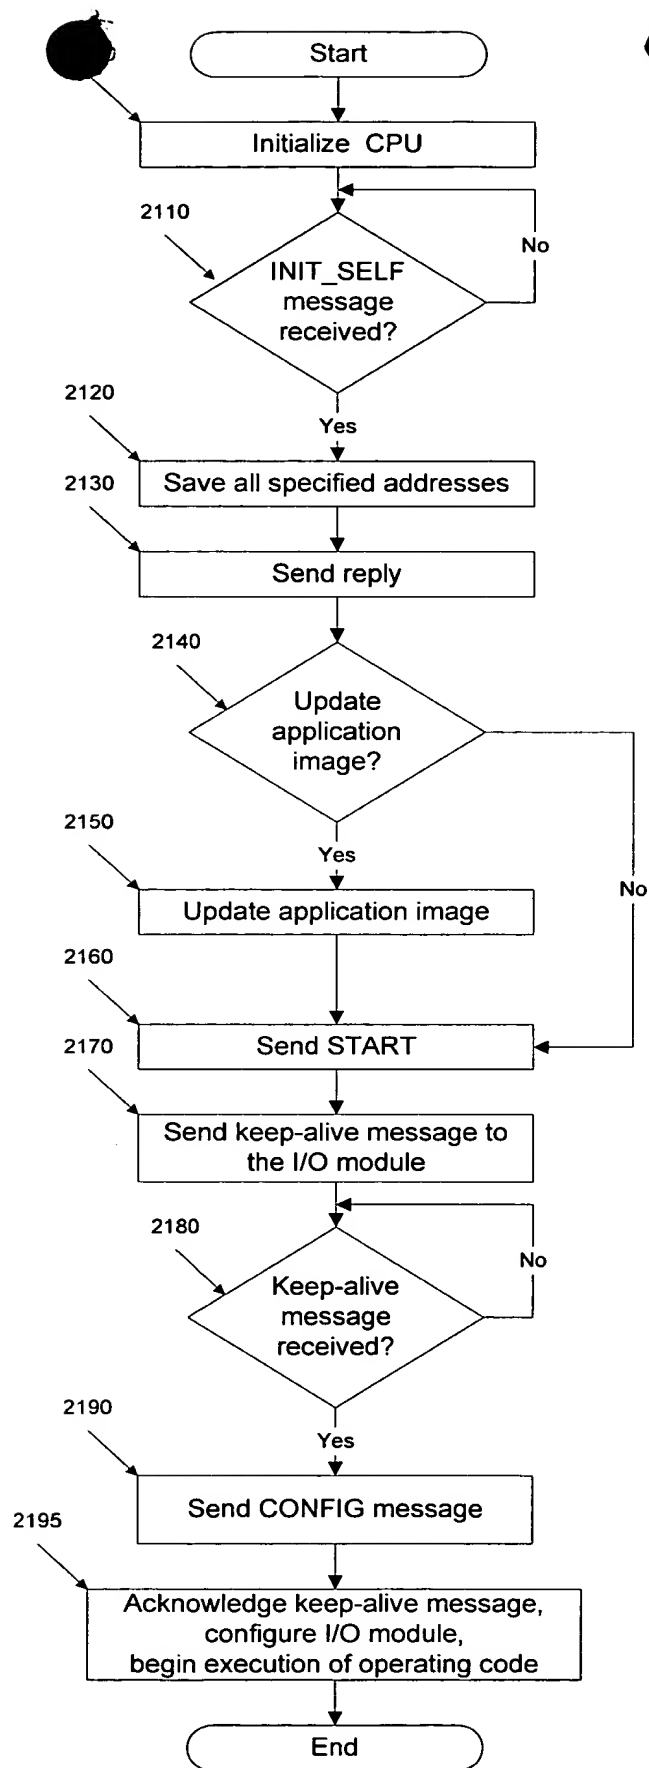 Start
Initialize CPU
2110
No
INIT_SELF
message
received?
2120
Yes
Save all specified addresses
2130
Send reply
2140
Update
application
image?
2150
Yes
No
Update application image
2160
Send START
2170
Send keep-alive message to
the I/O module
2180
No
Keep-alive
message
received?
2190
Yes
Send CONFIG message
2195
Acknowledge keep-alive message,
configure I/O module,
begin execution of operating code
End